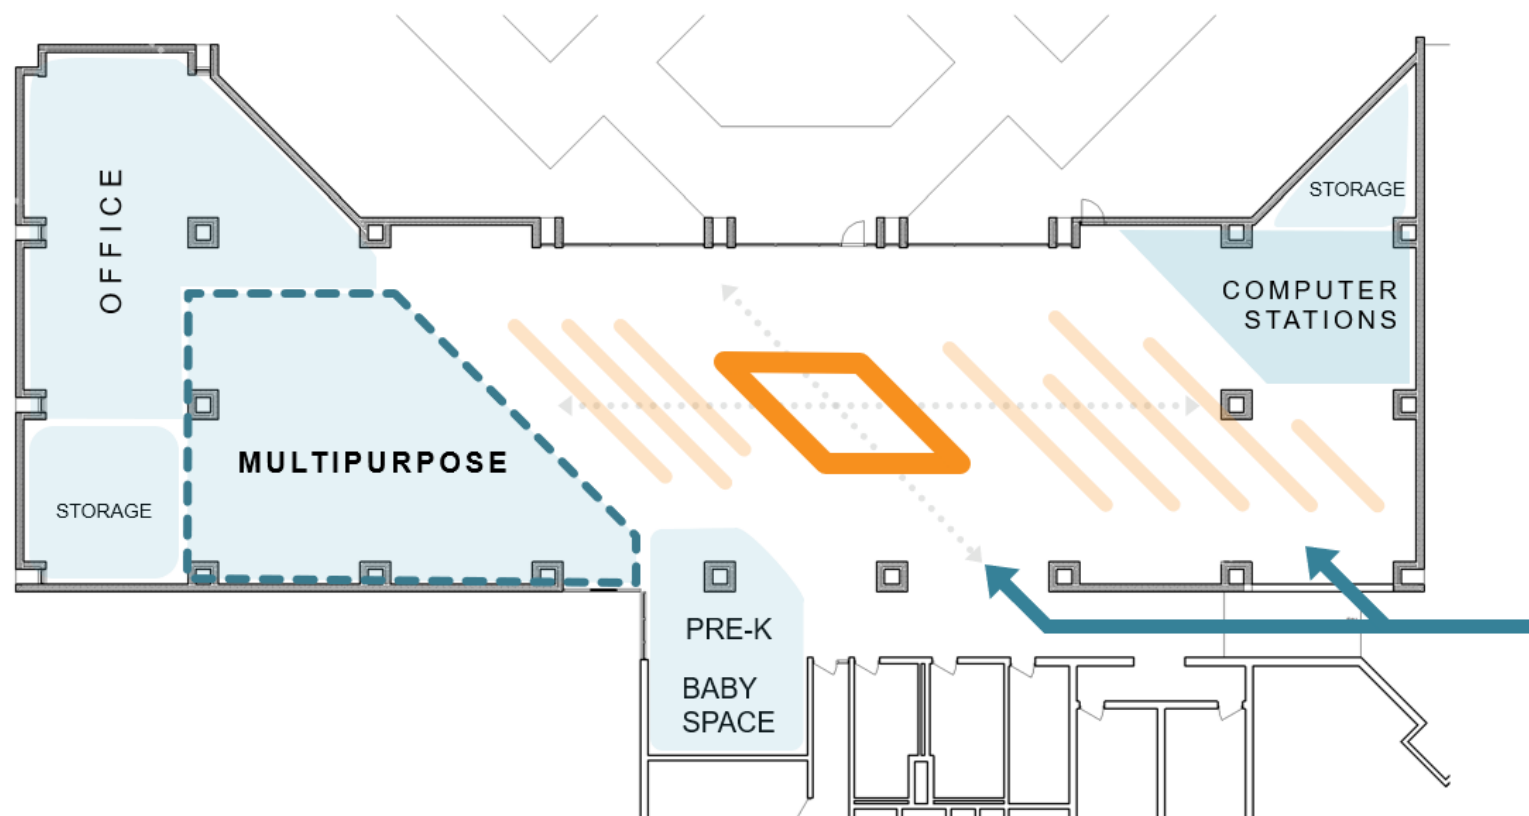 OFFICE
STORAGE
COMPUTER
STATIONS
MULTIPURPOSE
STORAGE
PRE-K
BABY
SPACE